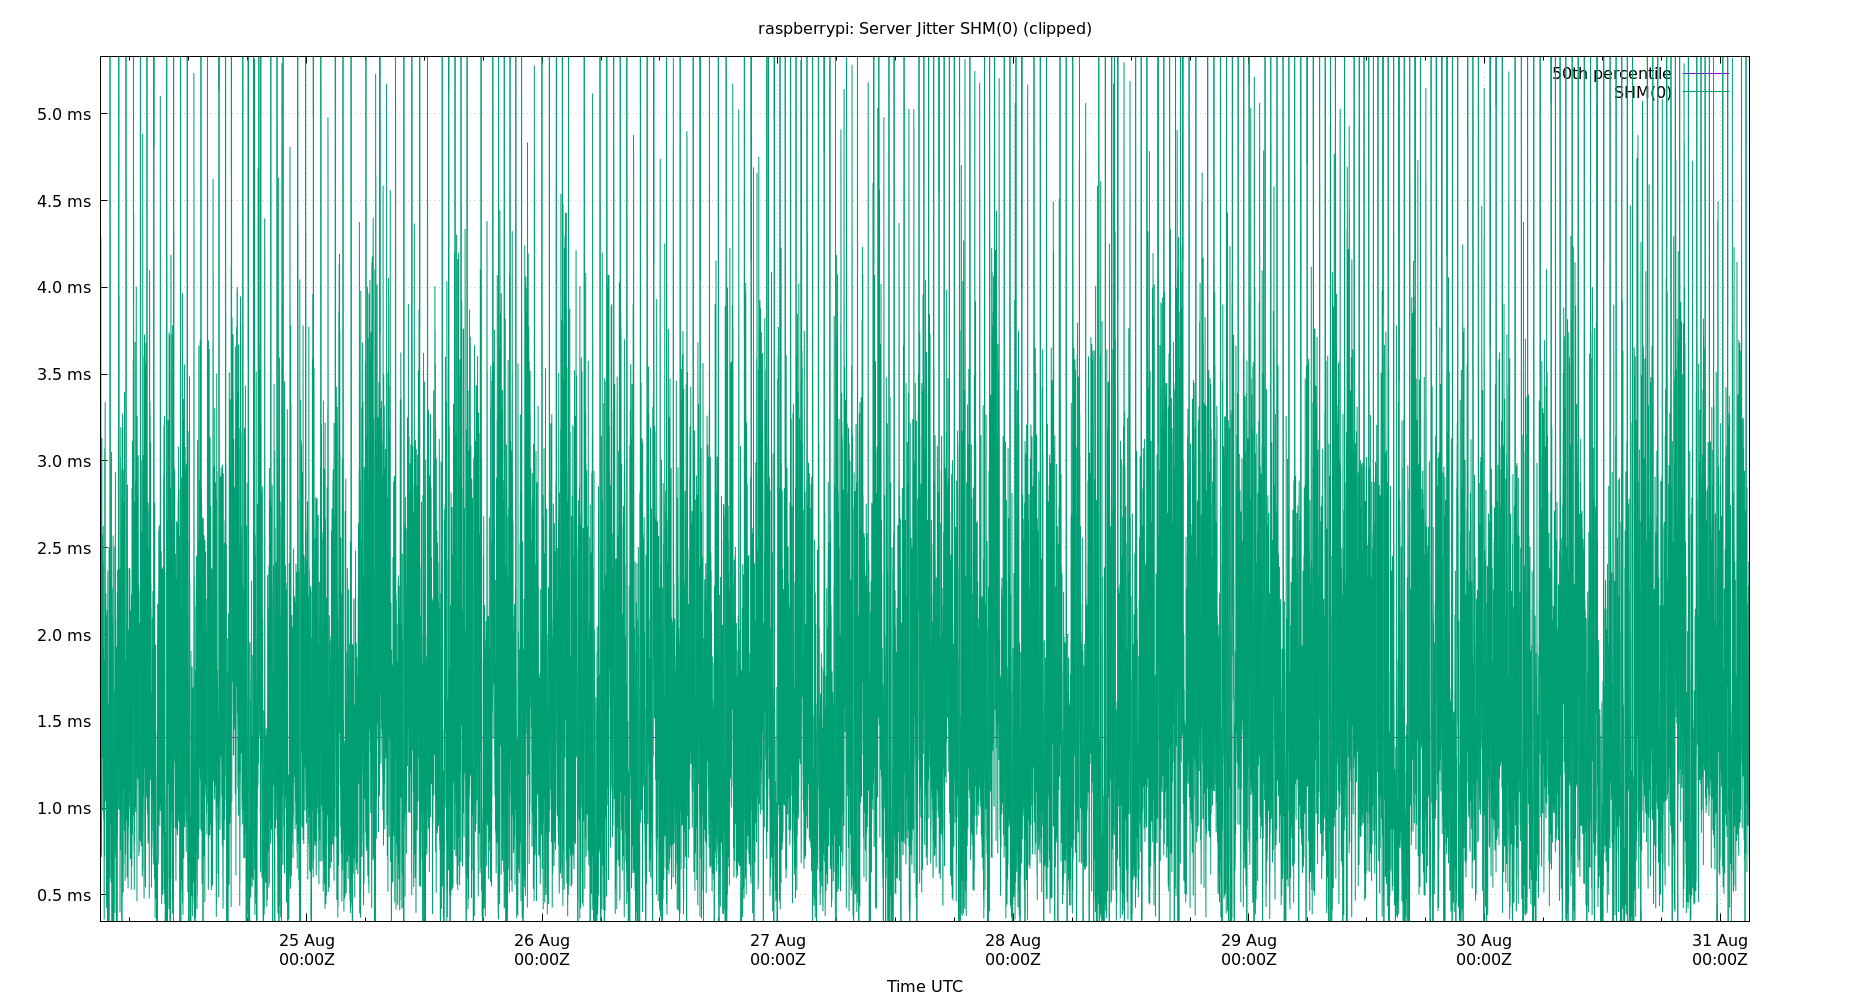 raspberrypi: Server Jitter SHM(0) (clipped)
50th percentile
SHM(0)
5.0 ms
4.5 ms
4.0 ms
3.5 ms
3.0 ms
2.5 ms
2.0 ms
1.5 ms
1.0 ms
0.5 ms
25 Aug 26 Aug 27 Aug 28 Aug 29 Aug 30 Aug 31 Aug
00:00Z 00:00Z 00:00Z 00:00Z 00:00Z 00:00Z 00:00Z
Time UTC